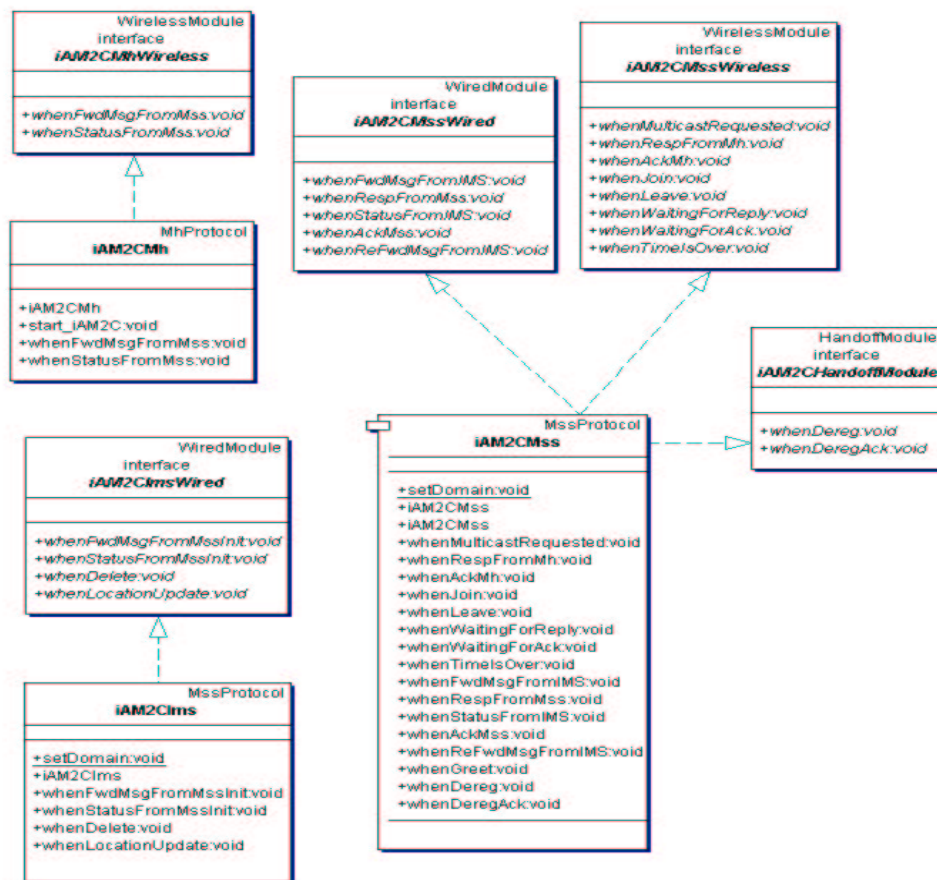 WirelessModule
interface
iAM2CMhWireless
+whenFwdMsgFromMss:void
+whenStatusFromMss:void
MhProtocol
iAM2CMh
+iAM2CMh
+start_iAM2C:void
+whenFwdMsgFromMss:void
+whenStatusFromMss:void
WiredModule
interface
iAM2CMssWired
+whenFwdMsgFromIMS:void
+whenRespFromMss:void
+whenStatusFromIMS:void
+whenAckMss:void
+whenReFwdMsgFromIMS:void
WirelessModule
interface
iAM2CMssWireless
+whenMulticastRequested:void
+whenRespFromMh:void
+whenAckMh:void
+whenJoin:void
+whenLeave:void
+whenWaitingForReply:void
+whenWaitingForAck:void
+whenTimeIsOver:void
HandoffModule
interface
iAM2CHandoffModule
+whenDereg:void
+whenDeregAck:void
WiredModule
interface
iAM2CImsWired
+whenFwdMsgFromMssInit:void
+whenStatusFromMssInit:void
+whenDelete:void
+whenLocationUpdate:void
MssProtocol
iAM2CIms
+setDomain:void
+iAM2CIms
+whenFwdMsgFromMssInit:void
+whenStatusFromMssInit:void
+whenDelete:void
+whenLocationUpdate:void
MssProtocol
iAM2CMss
+setDomain:void
+iAM2CMss
+iAM2CMss
+whenMulticastRequested:void
+whenRespFromMh:void
+whenAckMh:void
+whenJoin:void
+whenLeave:void
+whenWaitingForReply:void
+whenWaitingForAck:void
+whenTimeIsOver:void
+whenFwdMsgFromIMS:void
+whenRespFromMss:void
+whenStatusFromIMS:void
+whenAckMss:void
+whenReFwdMsgFromIMS:void
+whenGreet:void
+whenDereg:void
+whenDeregAck:void